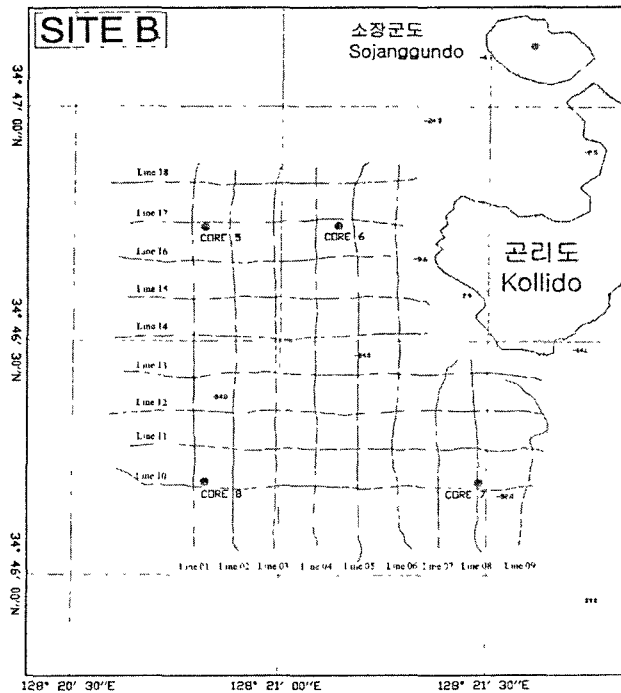 SITE B
소장군도
Sojanggundo
34° 47' 00''N
Line 18
Line 17
CORE 5
CORE 6
Line 16
곤리도
Kollido
Line 15
34° 46' 30''N
Line 14
Line 13
Line 12
Line 11
Line 10
CORE 8
CORE 7
Line 01 Line 02 Line 03 Line 04 Line 05 Line 06 Line 07 Line 08 Line 09
34° 46' 00''N
128° 20' 30''E
128° 21' 00''E
128° 21' 30''E